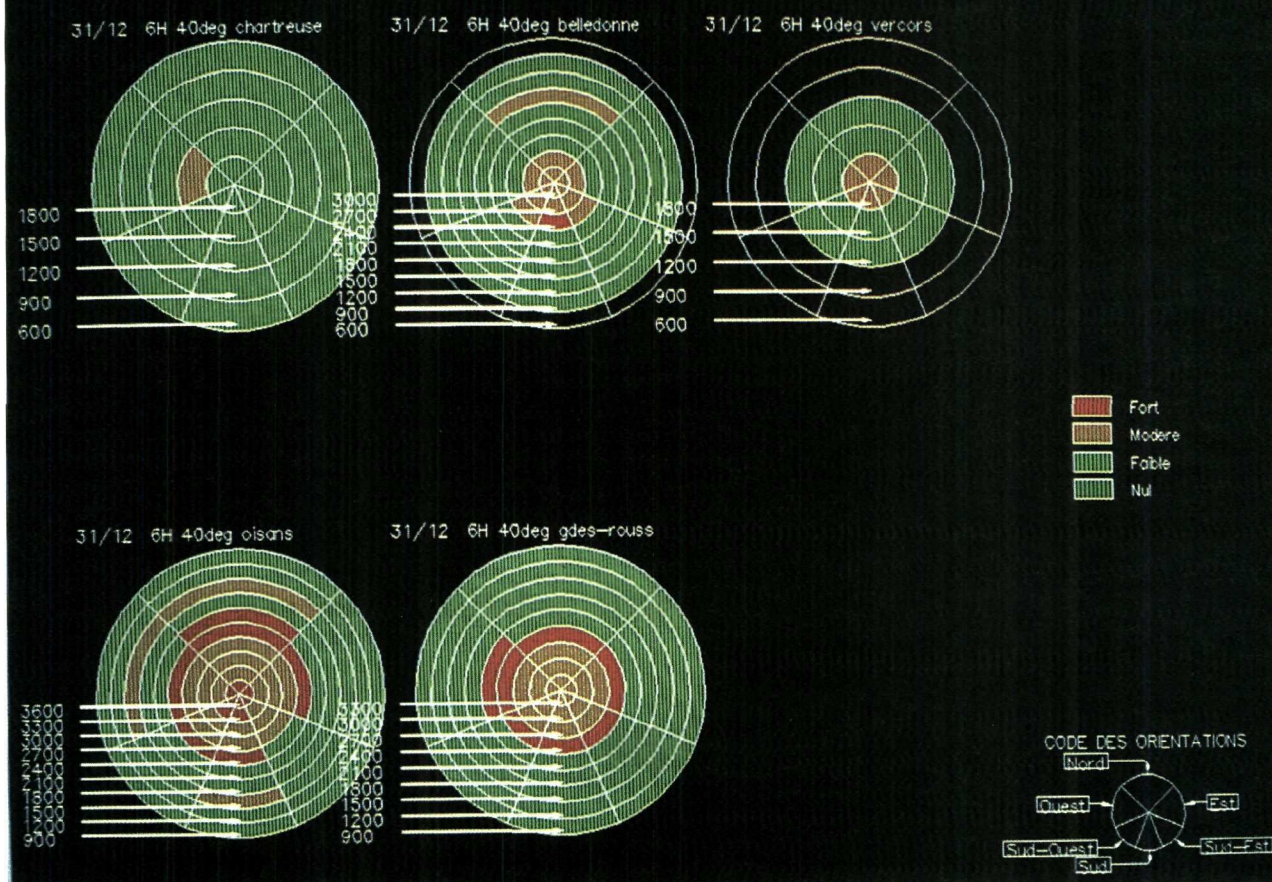 31/12 6H 40deg chartreuse
31/12 6H 40deg belledonne
31/12 6H 40deg vercors
1800
1500
1200
900
600
3000
2700
2400
2100
1800
1500
1200
900
600
1800
1500
1200
900
600
Fort
Modere
Faible
Nul
31/12 6H 40deg oisans
31/12 6H 40deg gdes-rouss
3600
3300
3000
2700
2400
2100
1800
1500
1200
900
3300
3000
2700
2400
2100
1800
1500
1200
900
CODE DES ORIENTATIONS
Nord
Ouest
Est
Sud-Ouest
Sud-Est
Sud